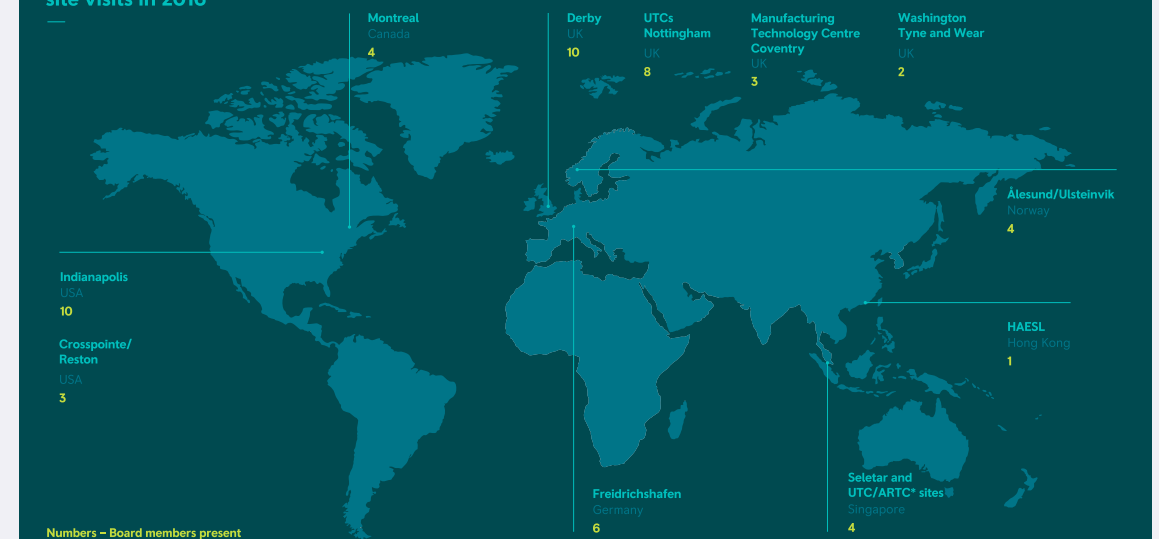 site visits in 2016
Montreal
Canada
4
Derby
UK
10
UTCs
Nottingham
UK
8
Manufacturing
Technology Centre
Coventry
UK
3
Washington
Tyne and Wear
UK
2
Ålesund/Ulsteinvik
Norway
4
Indianapolis
USA
10
Crosspointe/
Reston
USA
3
HAESL
Hong Kong
1
Freidrichshafen
Germany
6
Seletar and
UTC/ARTC* sites
Singapore
4
Numbers – Board members present